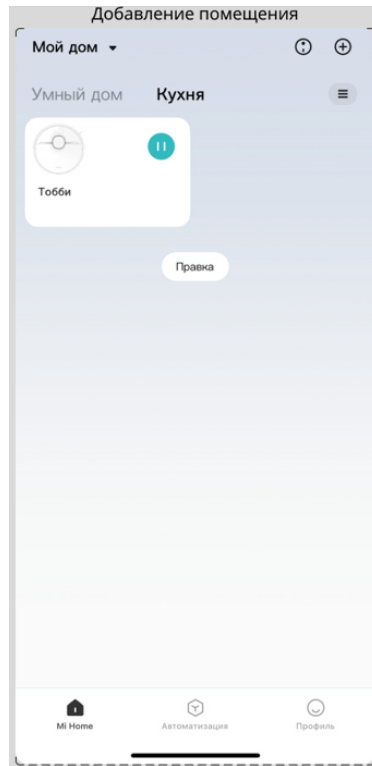 Добавление помещения
Мой дом
Умный дом Кухня
Тобби
Правка
Mi Home Автоматизация Профиль